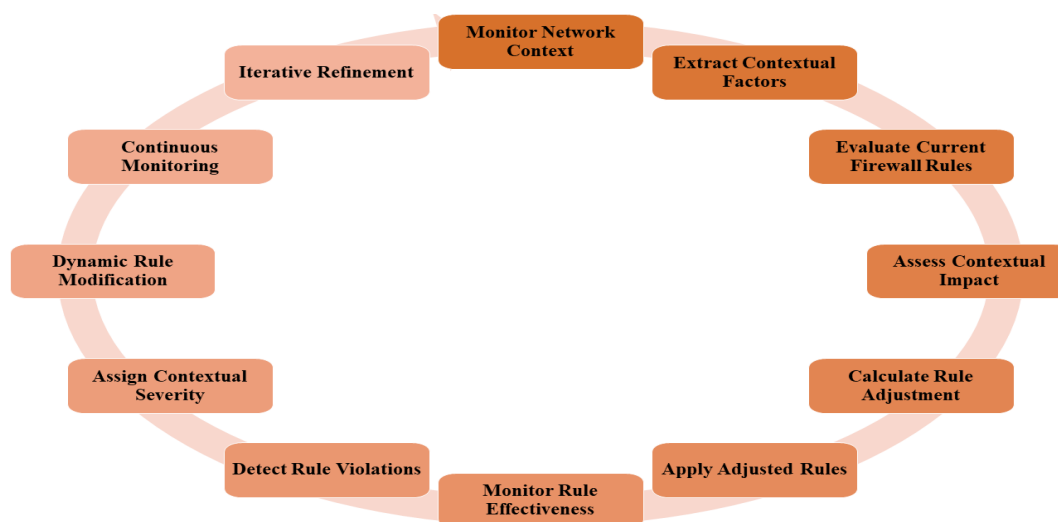 Monitor Network
Context
Extract Contextual
Factors
Evaluate Current
Firewall Rules
Assess Contextual
Impact
Calculate Rule
Adjustment
Apply Adjusted Rules
Monitor Rule
Effectiveness
Detect Rule Violations
Assign Contextual
Severity
Dynamic Rule
Modification
Continuous
Monitoring
Iterative Refinement